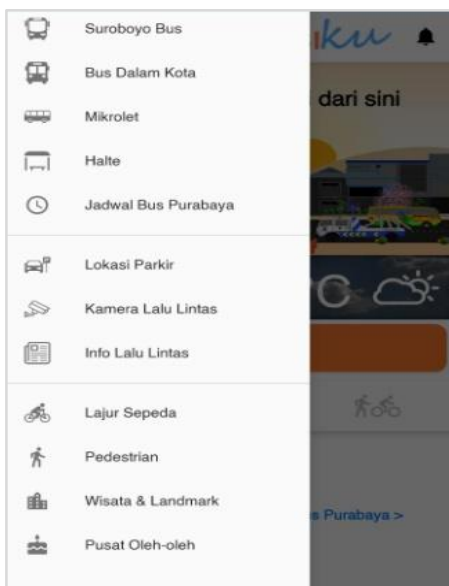 Suroboyo Bus
Bus Dalam Kota
Mikrolet
Halte
Jadwal Bus Purabaya
Lokasi Parkir
Kamera Lalu Lintas
Info Lalu Lintas
Lajur Sepeda
Pedestrian
Wisata & Landmark
Pusat Oleh-oleh
ku
dari sini
C
Purabaya >